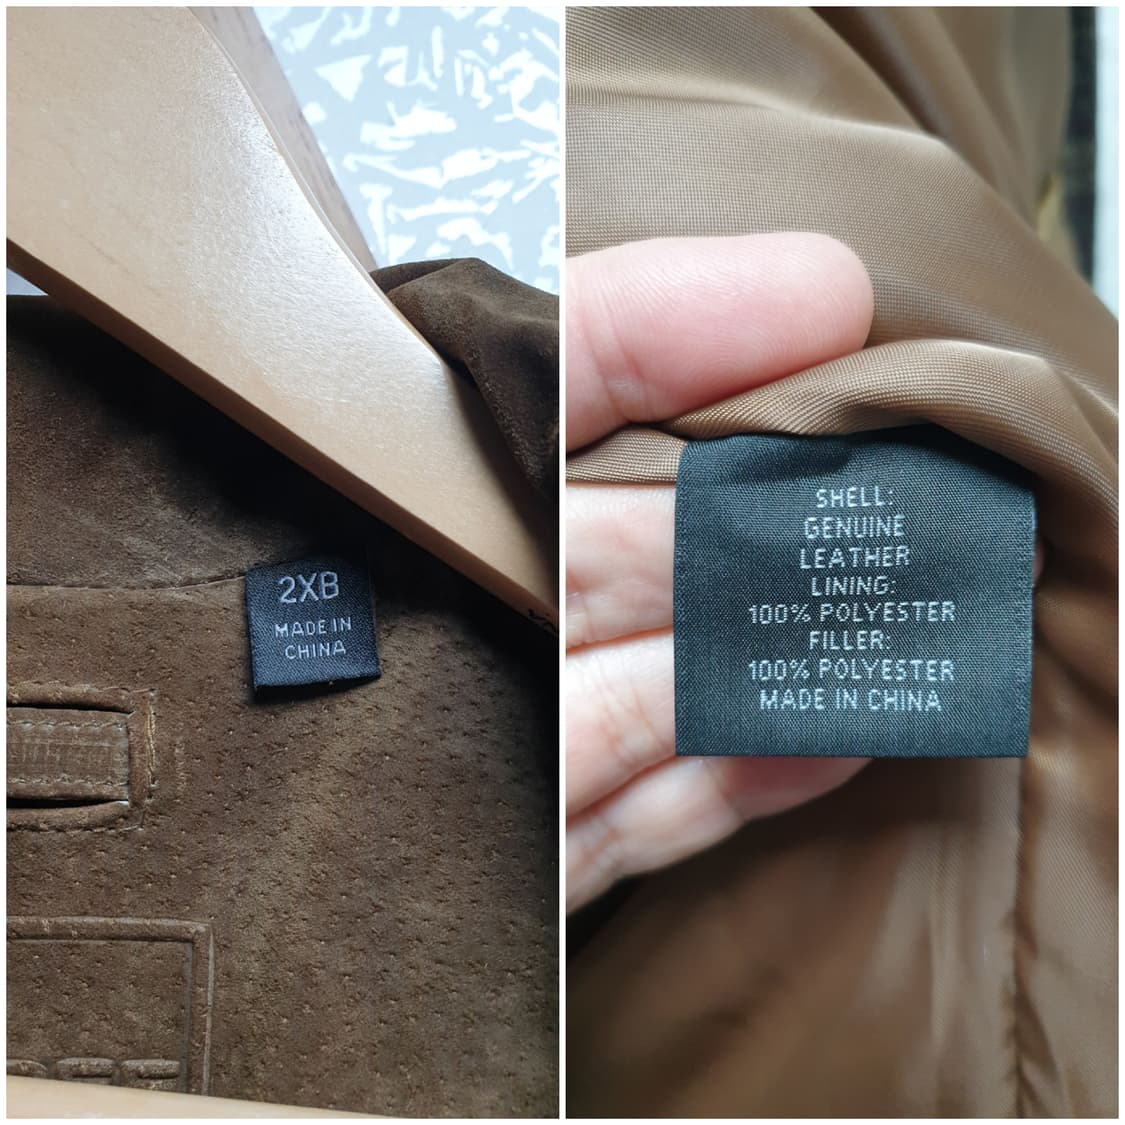 2XB
MADE IN
CHINA
SHELL:
GENUINE
LEATHER
LINING:
100% POLYESTER
FILLER:
100% POLYESTER
MADE IN CHINA